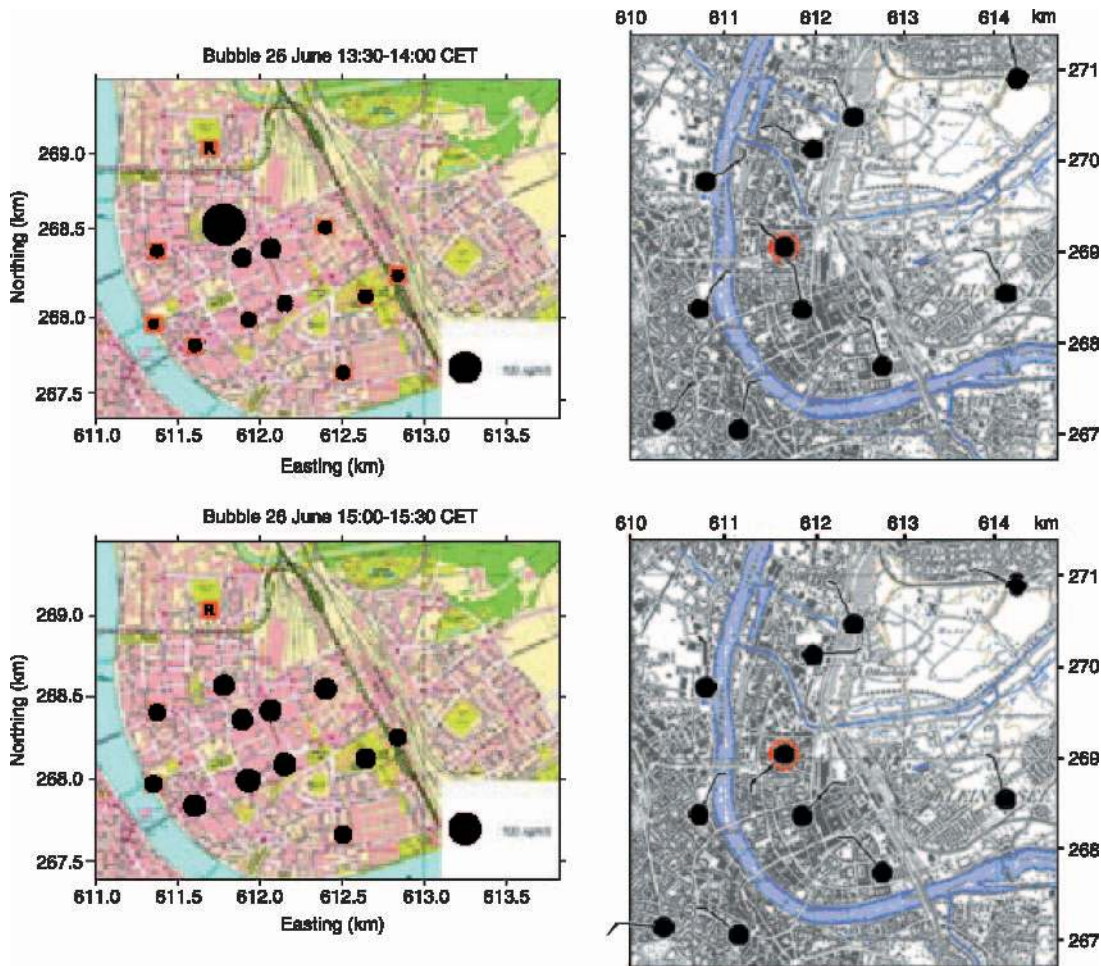 Bubble 26 June 13:30-14:00 CET
269.0
268.5
268.0
267.5
Northing (km)
R
611.0 611.5 612.0 612.5 613.0 613.5
Easting (km)
610 611 612 613 614 km
271
270
269
268
267
Bubble 26 June 15:00-15:30 CET
269.0
268.5
268.0
267.5
Northing (km)
R
611.0 611.5 612.0 612.5 613.0 613.5
Easting (km)
610 611 612 613 614 km
271
270
269
268
267